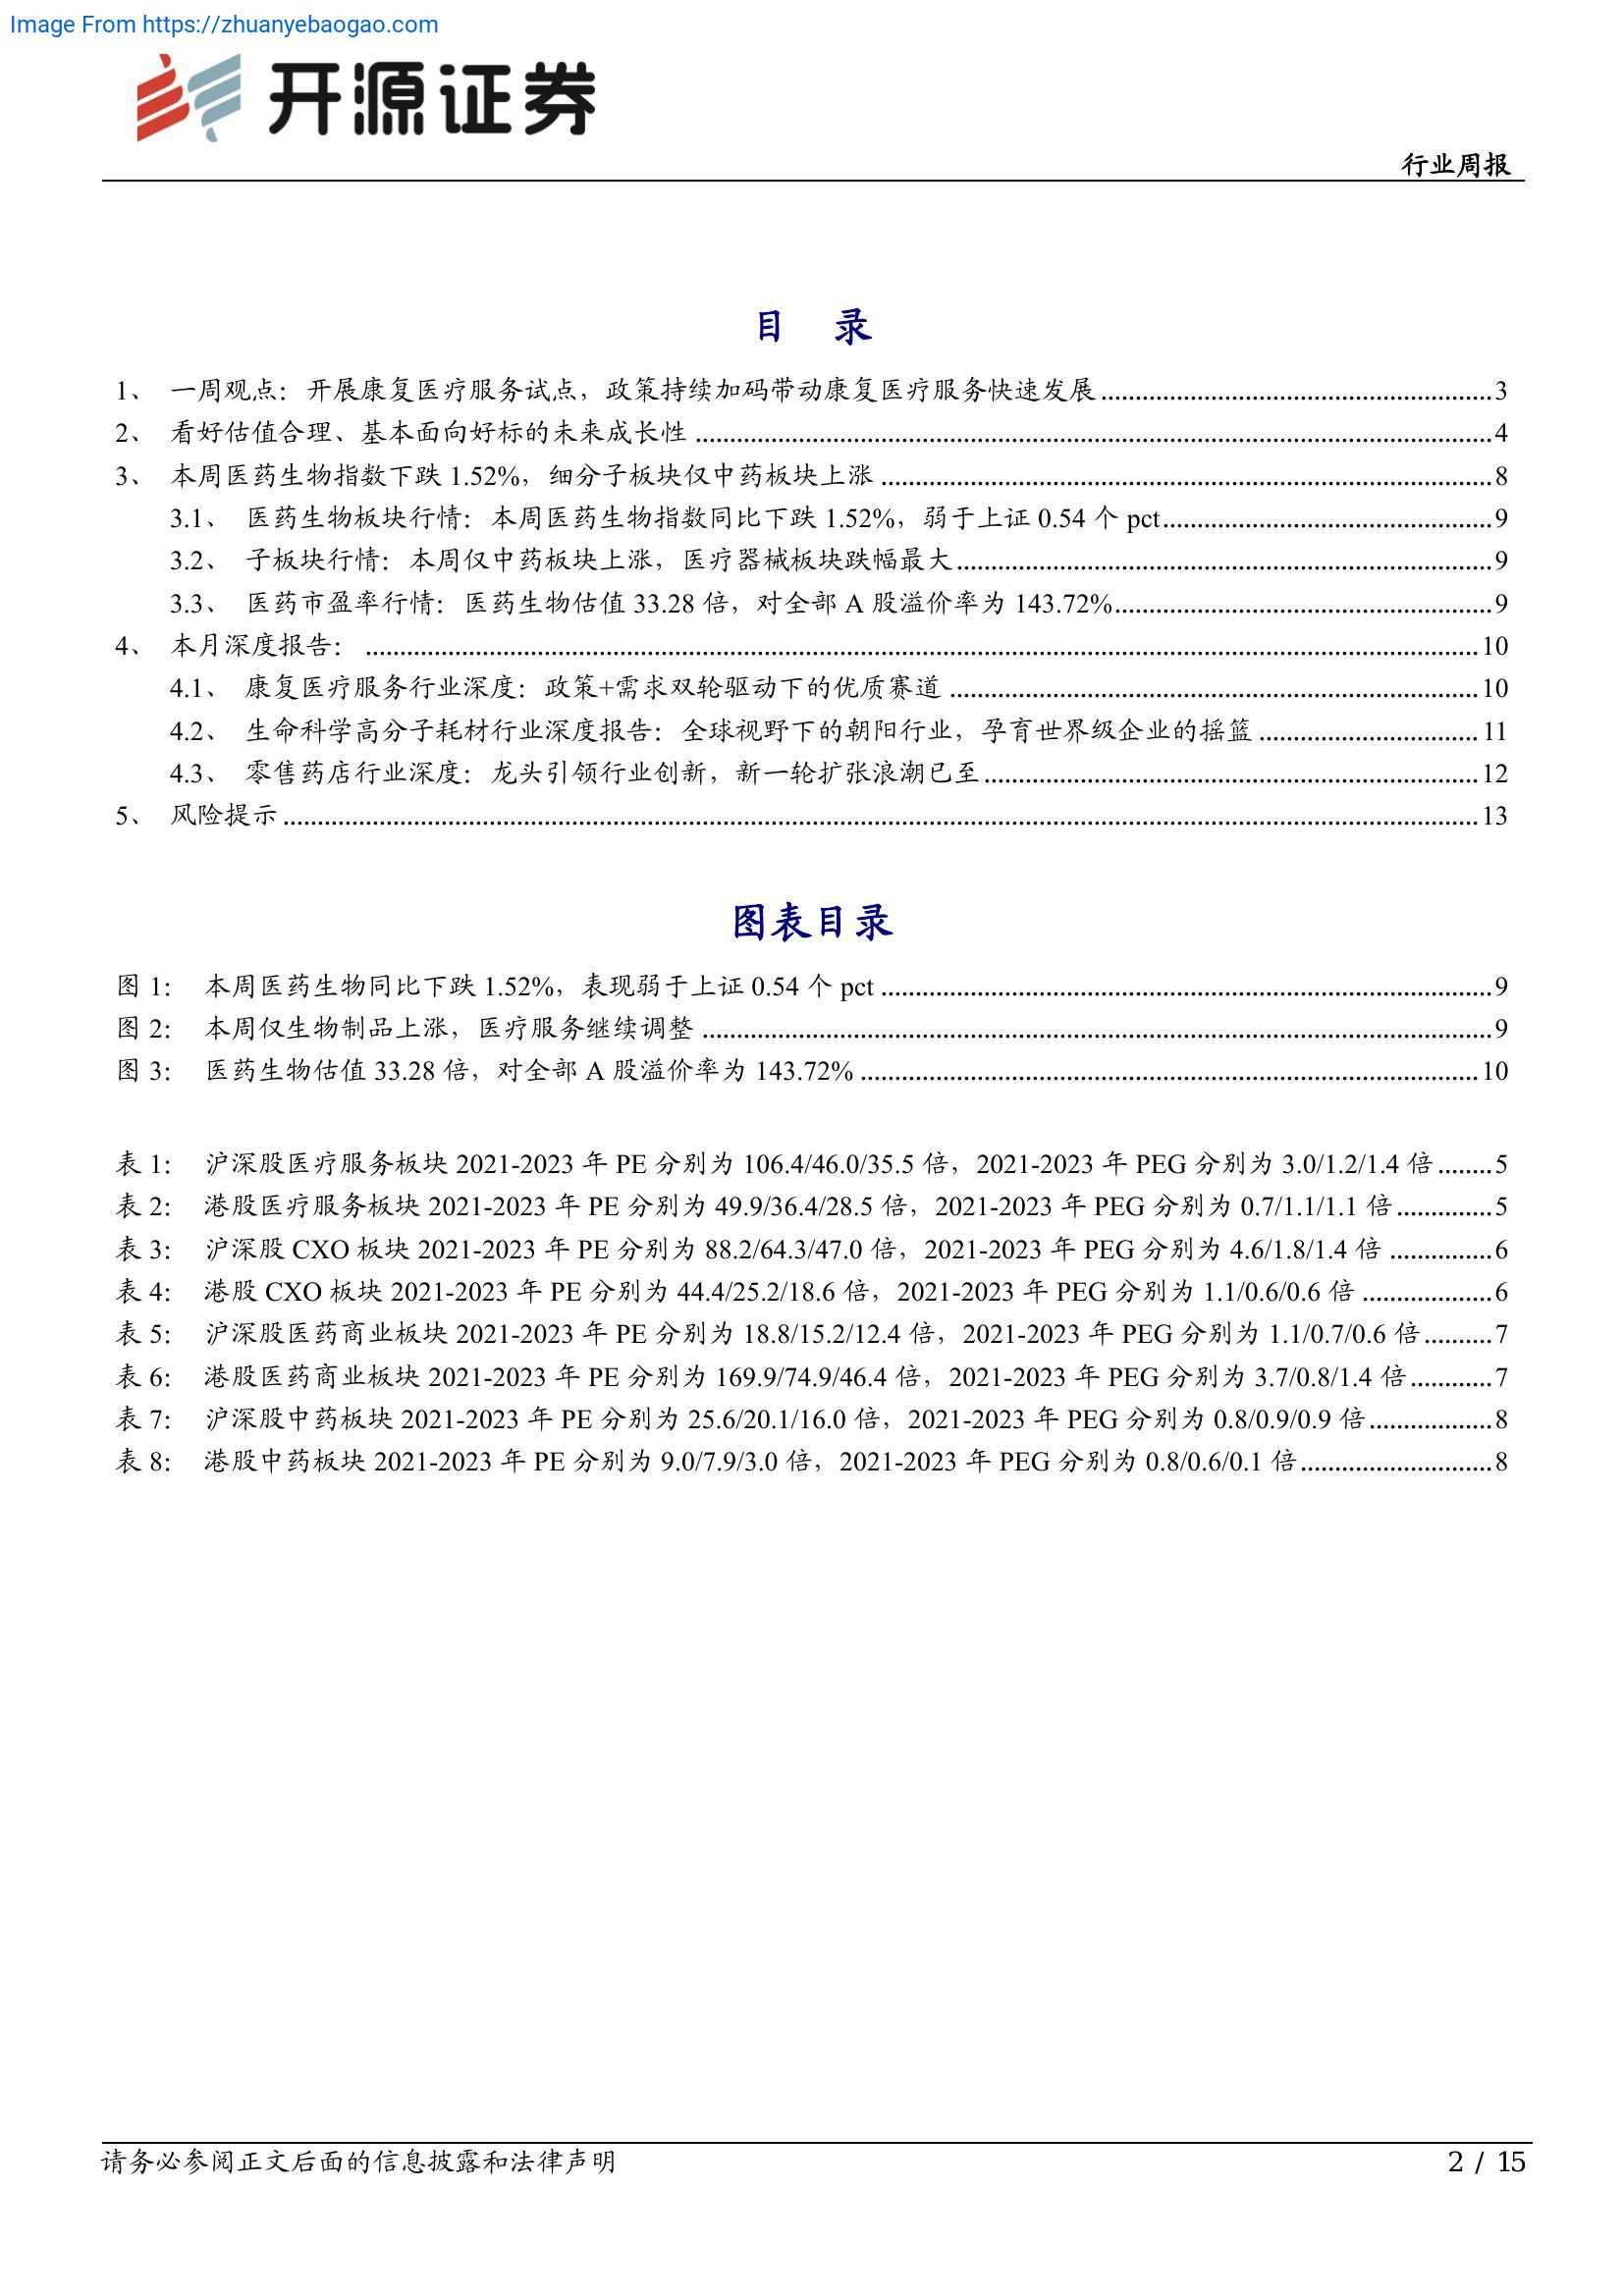 Image From https://zhuanyebaogao.com
开源证券
行业周报
目 录
1、 一周观点：开展康复医疗服务试点，政策持续加码带动康复医疗服务快速发展 3
2、 看好估值合理、基本面向好标的未来成长性 4
3、 本周医药生物指数下跌 1.52%，细分子板块仅中药板块上涨 8
3.1、 医药生物板块行情：本周医药生物指数同比下跌 1.52%，弱于上证 0.54 个 pct 9
3.2、 子板块行情：本周仅中药板块上涨，医疗器械板块跌幅最大 9
3.3、 医药市盈率行情：医药生物估值 33.28 倍，对全部 A 股溢价率为 143.72% 9
4、 本月深度报告： 10
4.1、 康复医疗服务行业深度：政策+需求双轮驱动下的优质赛道 10
4.2、 生命科学高分子耗材行业深度报告：全球视野下的朝阳行业，孕育世界级企业的摇篮 11
4.3、 零售药店行业深度：龙头引领行业创新，新一轮扩张浪潮已至 12
5、 风险提示 13
图表目录
图 1： 本周医药生物同比下跌 1.52%，表现弱于上证 0.54 个 pct 9
图 2： 本周仅生物制品上涨，医疗服务继续调整 9
图 3： 医药生物估值 33.28 倍，对全部 A 股溢价率为 143.72% 10
表 1： 沪深股医疗服务板块 2021-2023 年 PE 分别为 106.4/46.0/35.5 倍，2021-2023 年 PEG 分别为 3.0/1.2/1.4 倍 5
表 2： 港股医疗服务板块 2021-2023 年 PE 分别为 49.9/36.4/28.5 倍，2021-2023 年 PEG 分别为 0.7/1.1/1.1 倍 5
表 3： 沪深股 CXO 板块 2021-2023 年 PE 分别为 88.2/64.3/47.0 倍，2021-2023 年 PEG 分别为 4.6/1.8/1.4 倍 6
表 4： 港股 CXO 板块 2021-2023 年 PE 分别为 44.4/25.2/18.6 倍，2021-2023 年 PEG 分别为 1.1/0.6/0.6 倍 6
表 5： 沪深股医药商业板块 2021-2023 年 PE 分别为 18.8/15.2/12.4 倍，2021-2023 年 PEG 分别为 1.1/0.7/0.6 倍 7
表 6： 港股医药商业板块 2021-2023 年 PE 分别为 169.9/74.9/46.4 倍，2021-2023 年 PEG 分别为 3.7/0.8/1.4 倍 7
表 7： 沪深股中药板块 2021-2023 年 PE 分别为 25.6/20.1/16.0 倍，2021-2023 年 PEG 分别为 0.8/0.9/0.9 倍 8
表 8： 港股中药板块 2021-2023 年 PE 分别为 9.0/7.9/3.0 倍，2021-2023 年 PEG 分别为 0.8/0.6/0.1 倍 8
请务必参阅正文后面的信息披露和法律声明 2 / 15